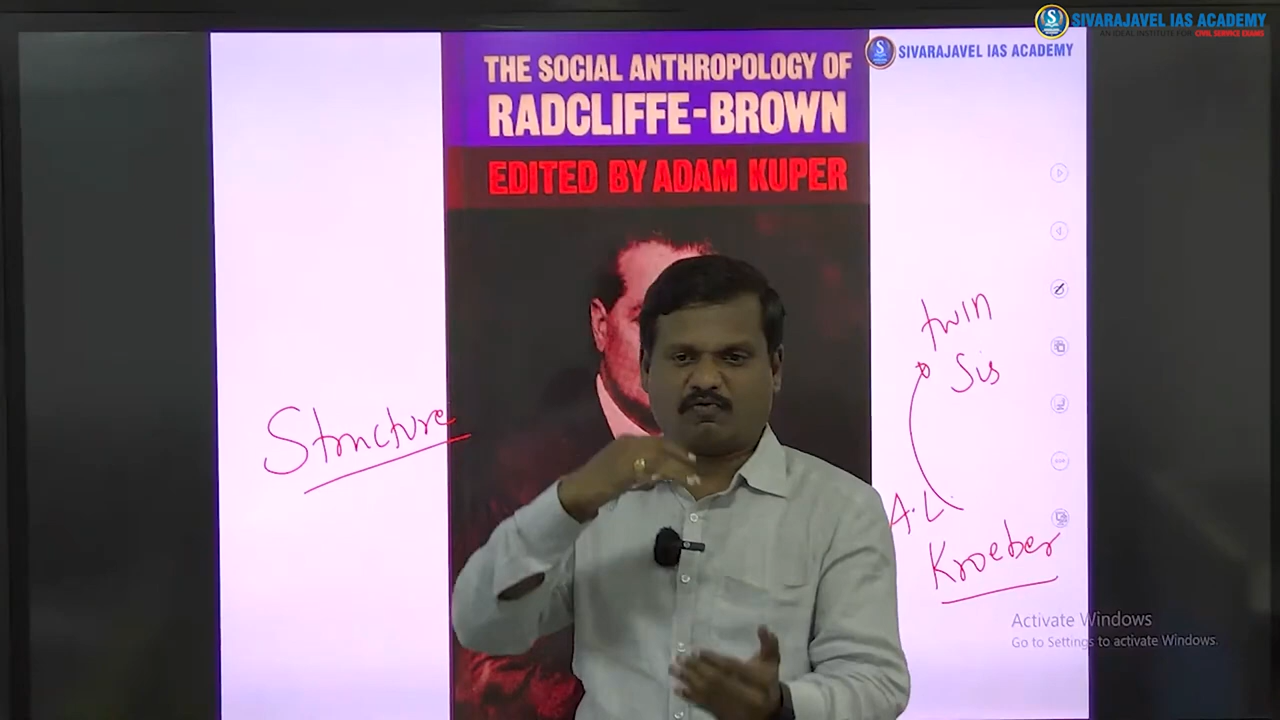 SIVARAJAVEL IAS ACADEMY
AN IDEAL INSTITUTE FOR CIVIL SERVICE EXAMS
SIVARAJAVEL IAS ACADEMY
THE SOCIAL ANTHROPOLOGY OF
RADCLIFFE-BROWN
EDITED BY ADAM KUPER
twin
Sis
Structure
A.L.
Kroeber
Activate Windows
Go to Settings to activate Windows.